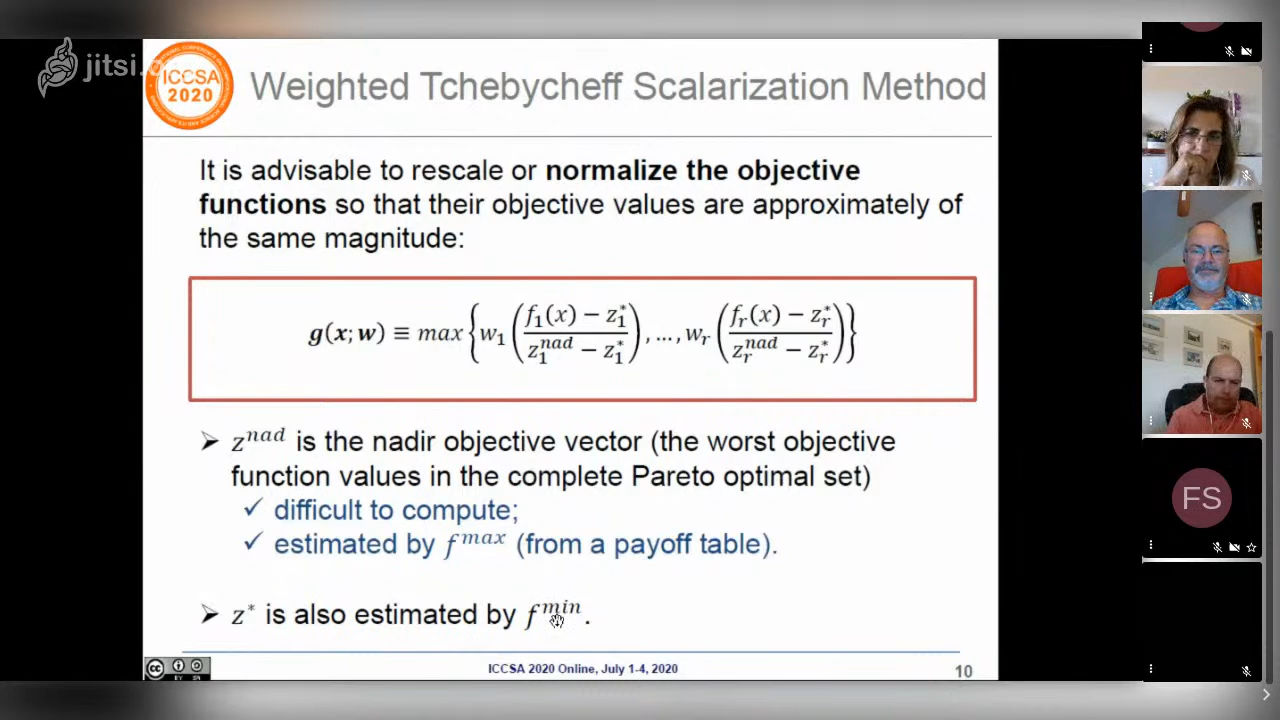 jitsi.
ICCSA
2020
Weighted Tchebycheff Scalarization Method
It is advisable to rescale or normalize the objective
functions so that their objective values are approximately of
the same magnitude:
g(x; w) ≡ max {w₁ ((f₁(x) − z₁*) / (z₁ⁿᵃᵈ − z₁*)), …, wᵣ ((fᵣ(x) − zᵣ*) / (zᵣⁿᵃᵈ − zᵣ*))}
➢ zⁿᵃᵈ is the nadir objective vector (the worst objective
function values in the complete Pareto optimal set)
✓ difficult to compute;
✓ estimated by fᵐᵃˣ (from a payoff table).
➢ z* is also estimated by fᵐⁱⁿ.
FS
cc BY SA
ICCSA 2020 Online, July 1-4, 2020
10